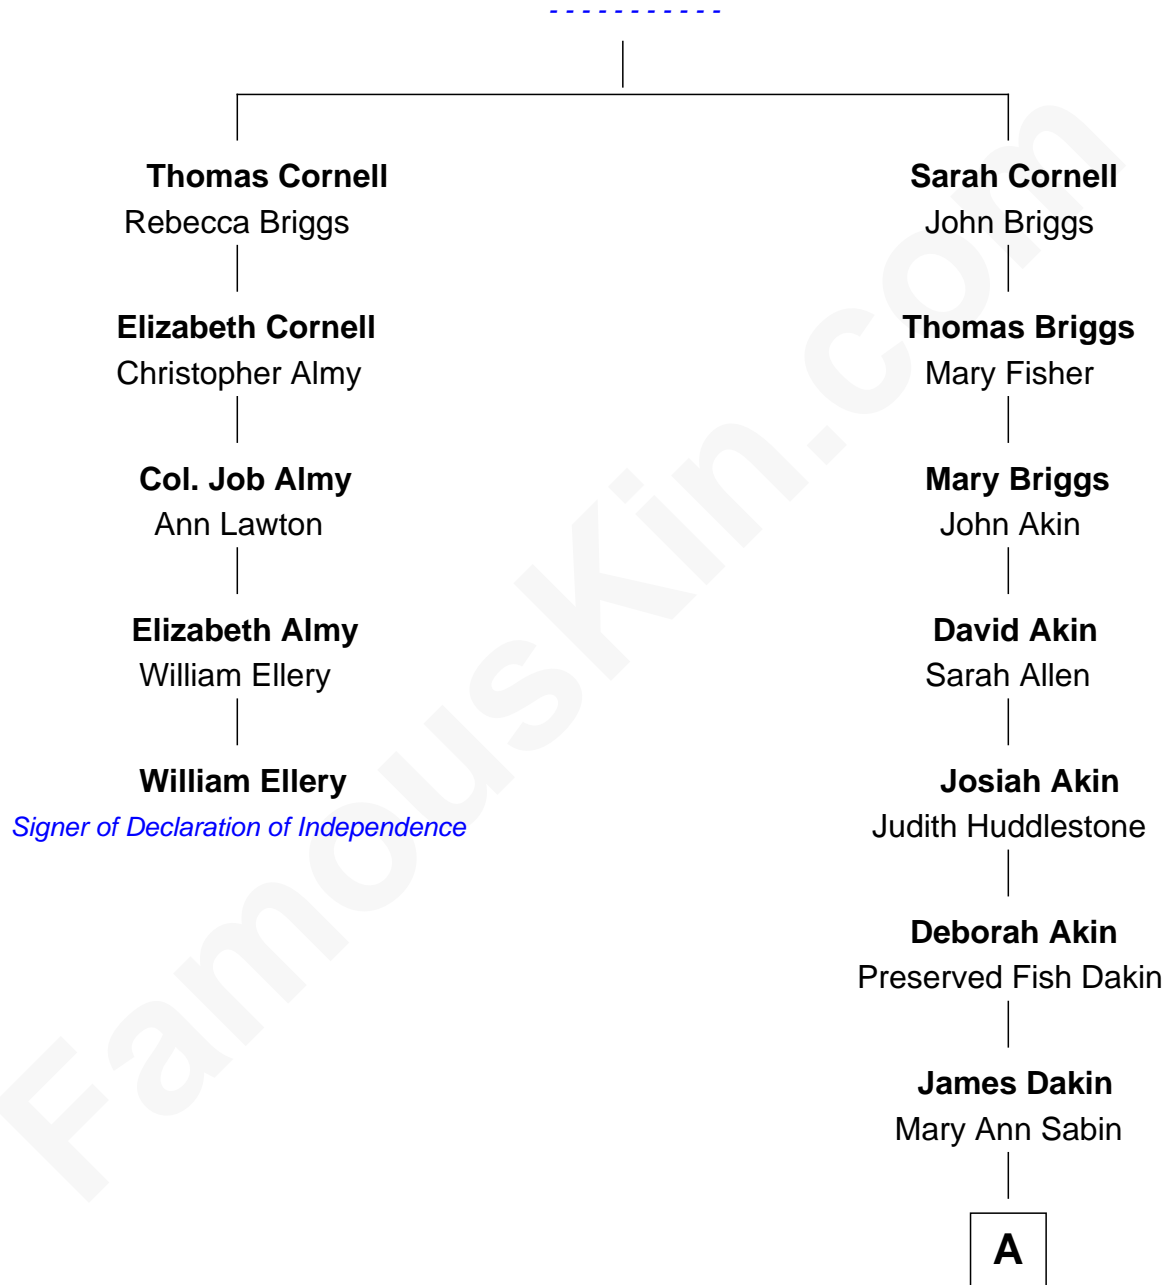 - - - - - - - - - - -
Thomas Cornell
Rebecca Briggs
Elizabeth Cornell
Christopher Almy
Col. Job Almy
Ann Lawton
Elizabeth Almy
William Ellery
William Ellery
Signer of Declaration of Independence
Sarah Cornell
John Briggs
Thomas Briggs
Mary Fisher
Mary Briggs
John Akin
David Akin
Sarah Allen
Josiah Akin
Judith Huddlestone
Deborah Akin
Preserved Fish Dakin
James Dakin
Mary Ann Sabin
A
FamousKin.com